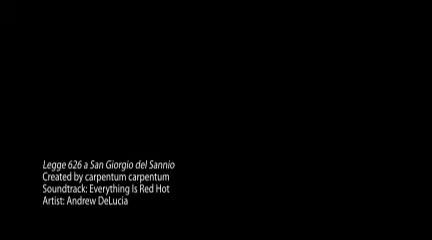 Legge 626 a San Giorgio del Sannio
Created by carpentum carpentum
Soundtrack: Everything Is Red Hot
Artist: Andrew DeLucia